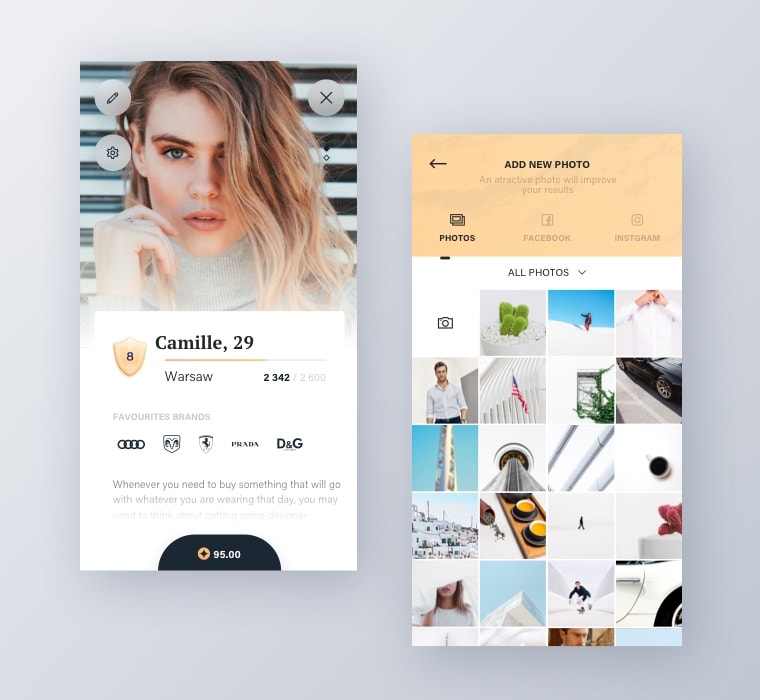 Camille, 29
8
Warsaw
2 342 / 2 600
FAVOURITES BRANDS
PRADA
D&G
Whenever you need to buy something that will go
with whatever you are wearing that day, you may
need to think about getting some designer
95.00
ADD NEW PHOTO
An atractive photo will improve
your results
PHOTOS
FACEBOOK
INSTGRAM
ALL PHOTOS